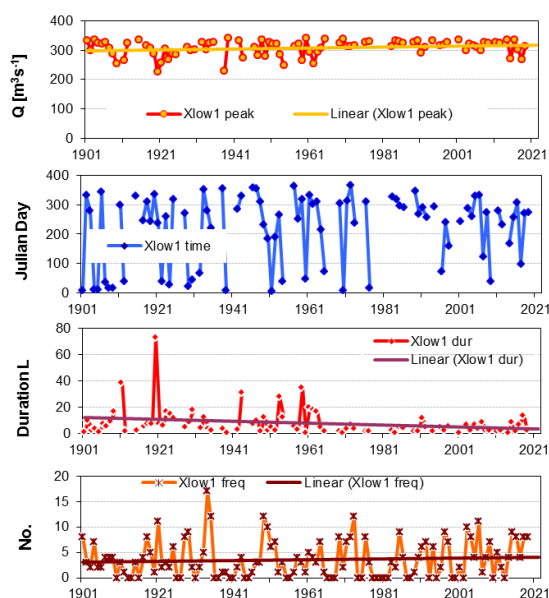 400
300
200
100
0
Q [m³s⁻¹]
Xlow1 peak
Linear (Xlow1 peak)
1901 1921 1941 1961 1981 2001 2021
400
300
200
100
0
Julian Day
Xlow1 time
1901 1921 1941 1961 1981 2001 2021
80
60
40
20
0
Duration L
Xlow1 dur
Linear (Xlow1 dur)
1901 1921 1941 1961 1981 2001 2021
20
15
10
5
0
No.
Xlow1 freq
Linear (Xlow1 freq)
1901 1921 1941 1961 1981 2001 2021